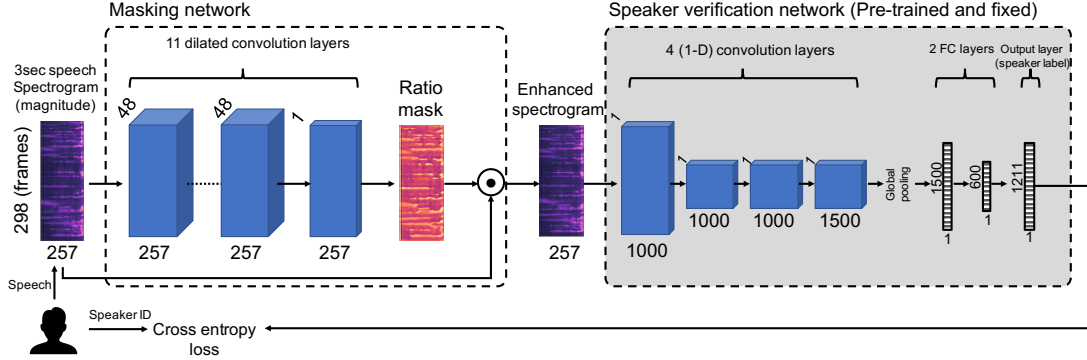 Masking network
Speaker verification network (Pre-trained and fixed)
11 dilated convolution layers
4 (1-D) convolution layers
2 FC layers
Output layer
(speaker label)
3sec speech
Spectrogram
(magnitude)
298 (frames)
257
48
257
48
257
1
257
Ratio
mask
Enhanced
spectrogram
257
1
1000
1
1000
1
1000
1
1500
Global
pooling
1500
1
600
1
1211
1
Speech
Speaker ID
Cross entropy
loss